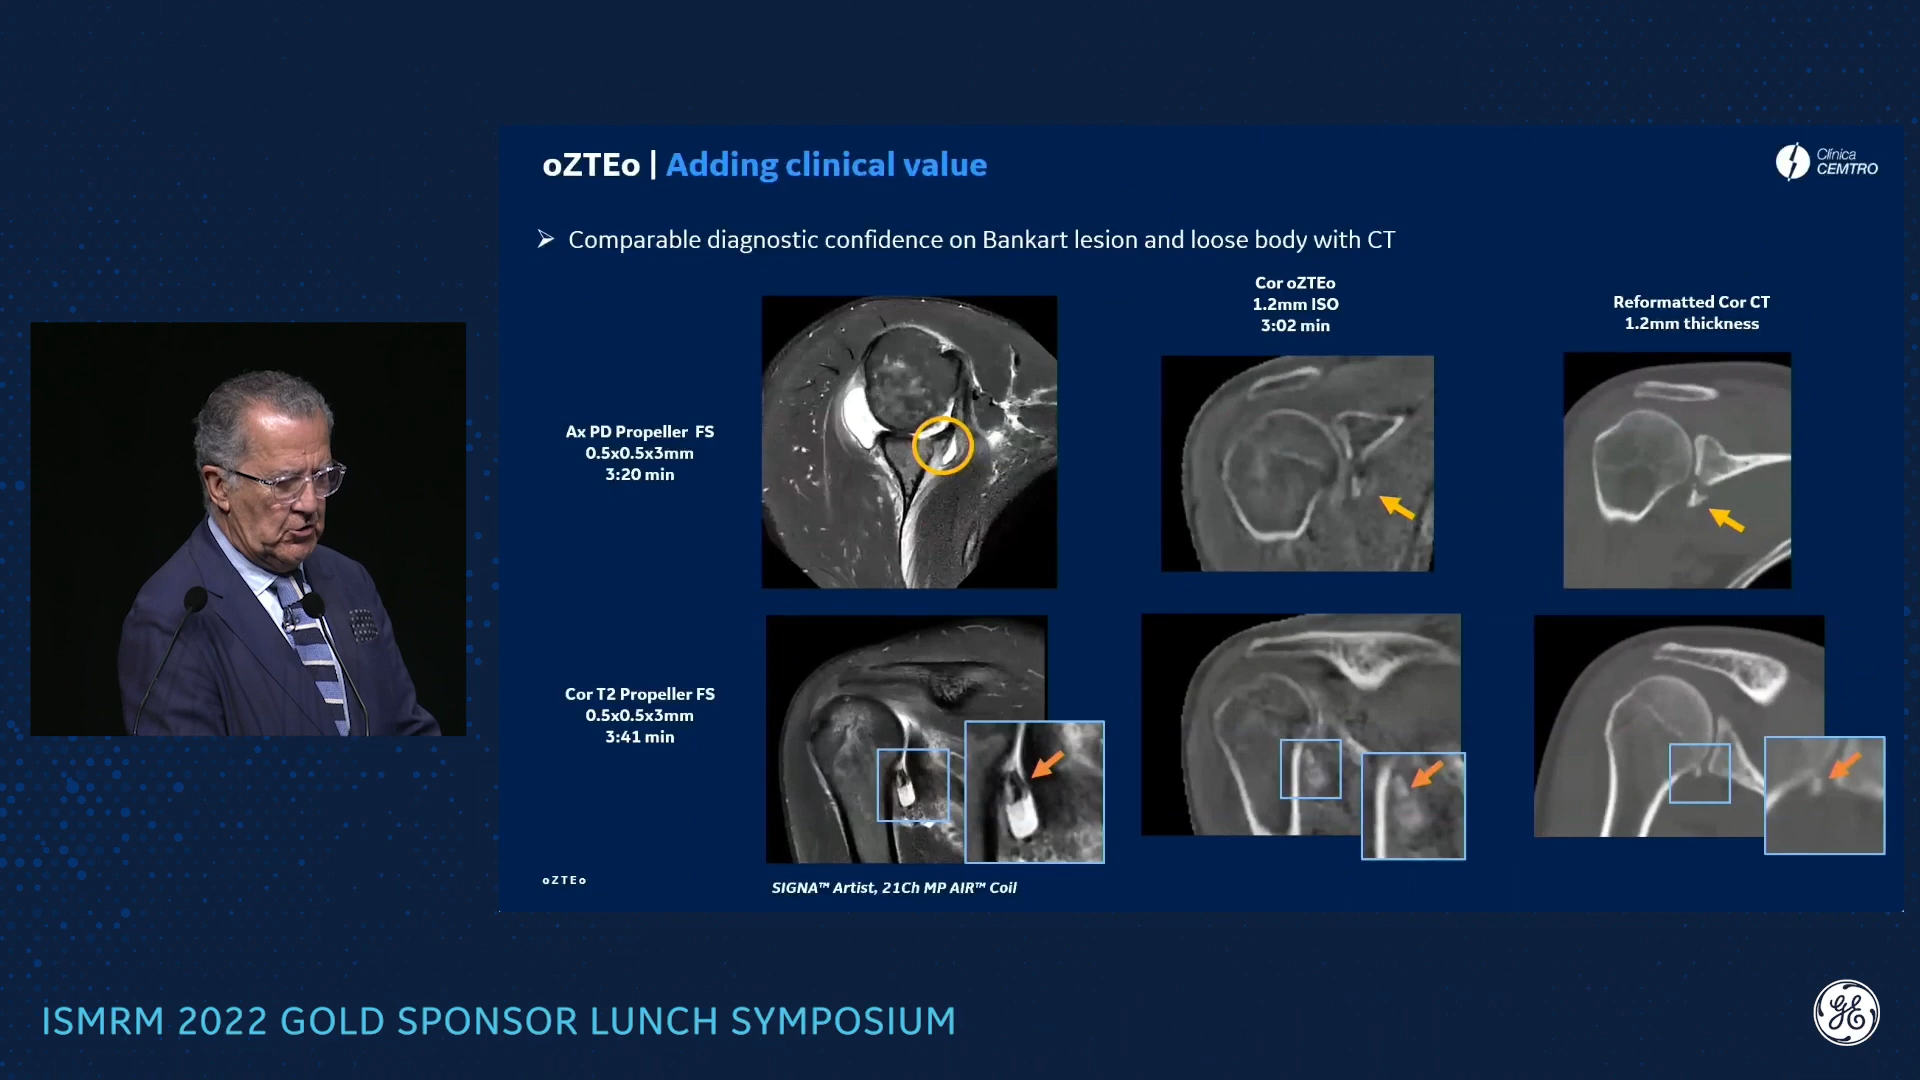 oZTEo | Adding clinical value
Clínica
CEMTRO
➢ Comparable diagnostic confidence on Bankart lesion and loose body with CT
Cor oZTEo
1.2mm ISO
3:02 min
Reformatted Cor CT
1.2mm thickness
Ax PD Propeller FS
0.5x0.5x3mm
3:20 min
Cor T2 Propeller FS
0.5x0.5x3mm
3:41 min
oZTEo
SIGNA™ Artist, 21Ch MP AIR™ Coil
ISMRM 2022 GOLD SPONSOR LUNCH SYMPOSIUM
GE